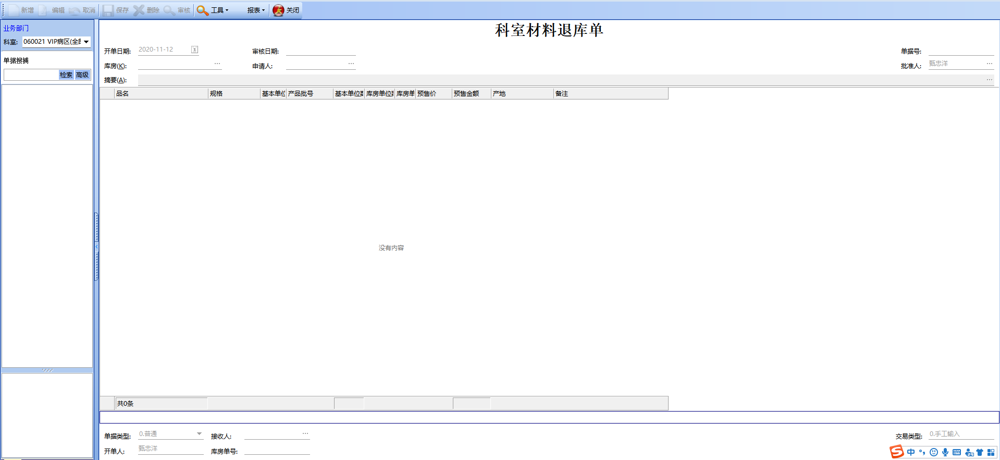 新增 编辑 取消 保存 删除 审核 工具 报表 关闭
业务部门
科室: 060021 VIP病区(全部
单据搜捕
检索 高级
科室材料退库单
开单日期: 2020-11-12 审核日期: 单据号:
库房(K): ... 申请人: ... 批准人: 甄忠洋 ...
摘要(A): ...
品名 规格 基本单位 产品批号 基本单位数 库房单位数 库房单 预售价 预售金额 产地 备注
没有内容
共0条
单据类型: 0.普通 接收人: ... 交易类型: 0.手工输入
开单人: 甄忠洋 库房单号:
S 中